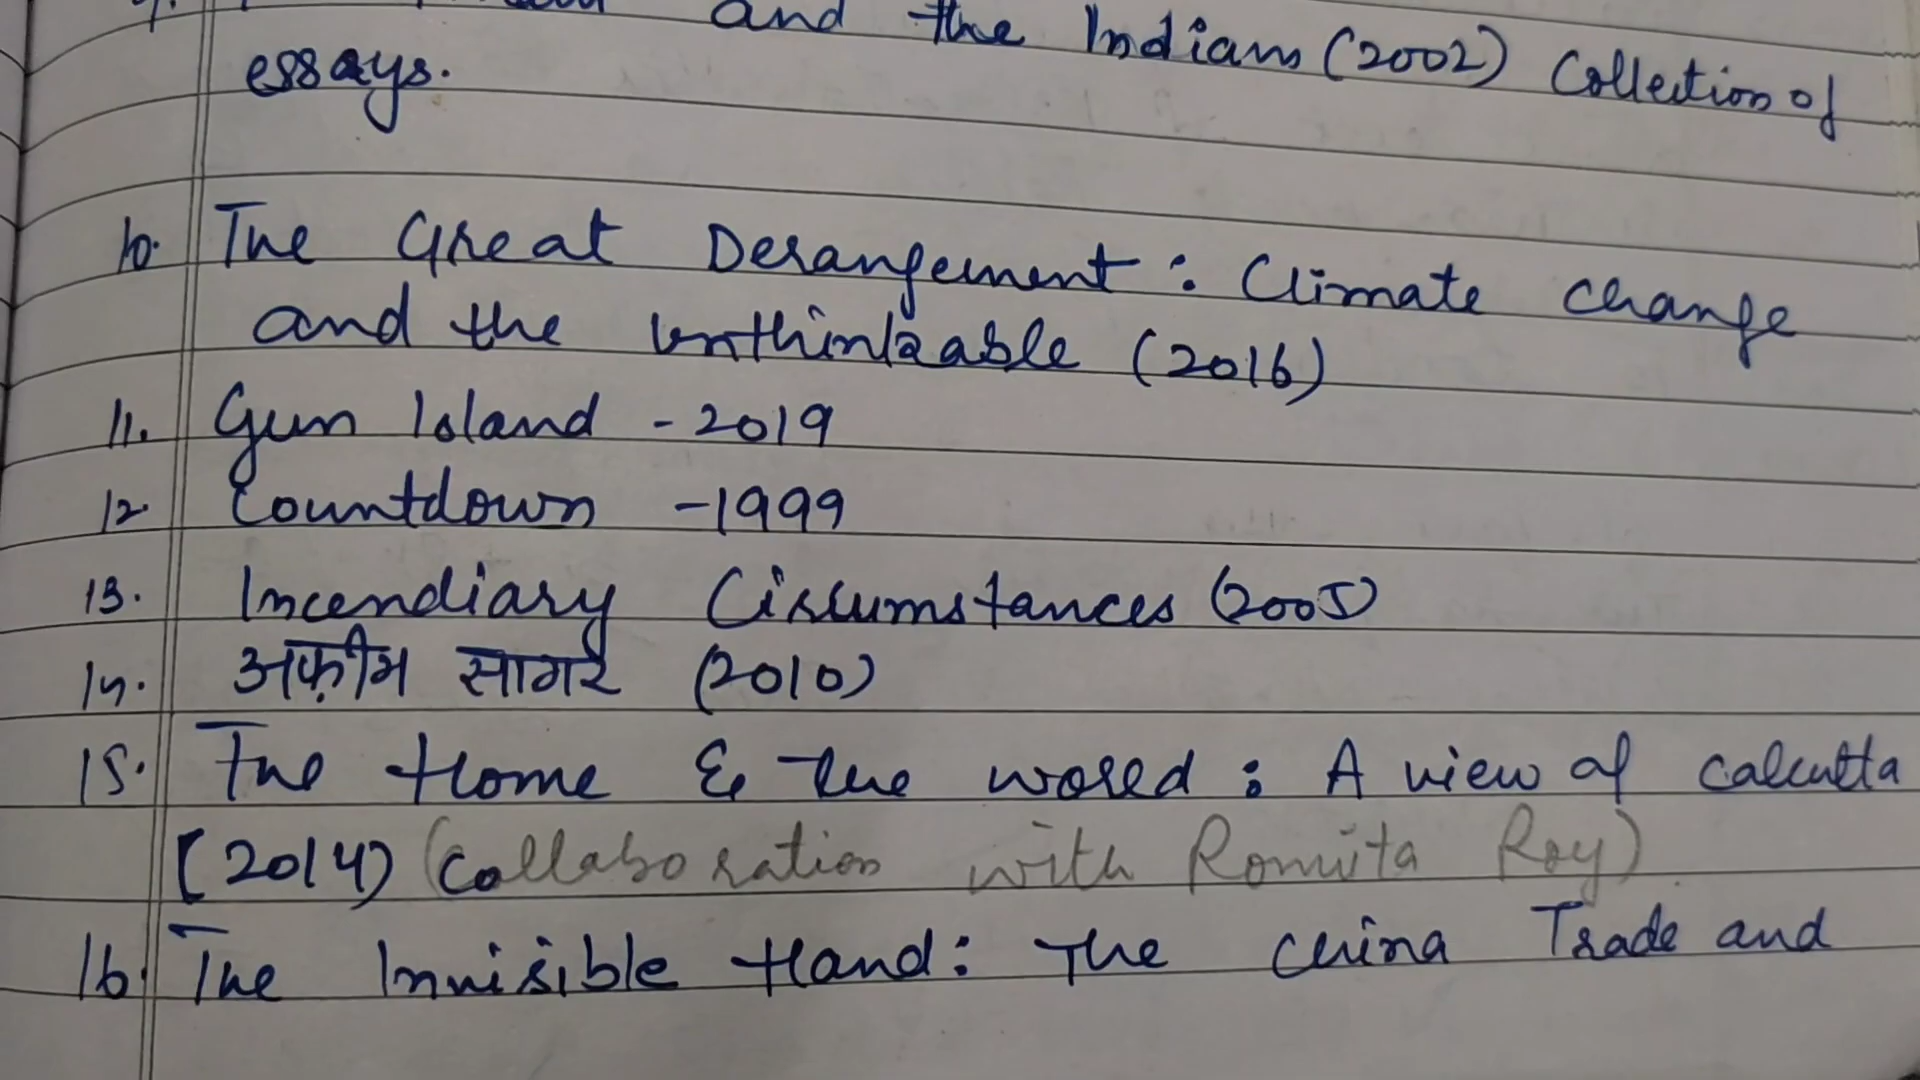 and the Indians (2002) Collection of
essays.
10. The Great Derangement : Climate change
and the Unthinkable (2016)
11. Gun Island - 2019
12. Countdown - 1999
13. Incendiary Circumstances (2005)
14. अफ़ीम सागर (2010)
15. The Home & the world : A view of calcutta
[2014) (Collaboration with Romita Roy)
16. The Invisible Hand : The China Trade and